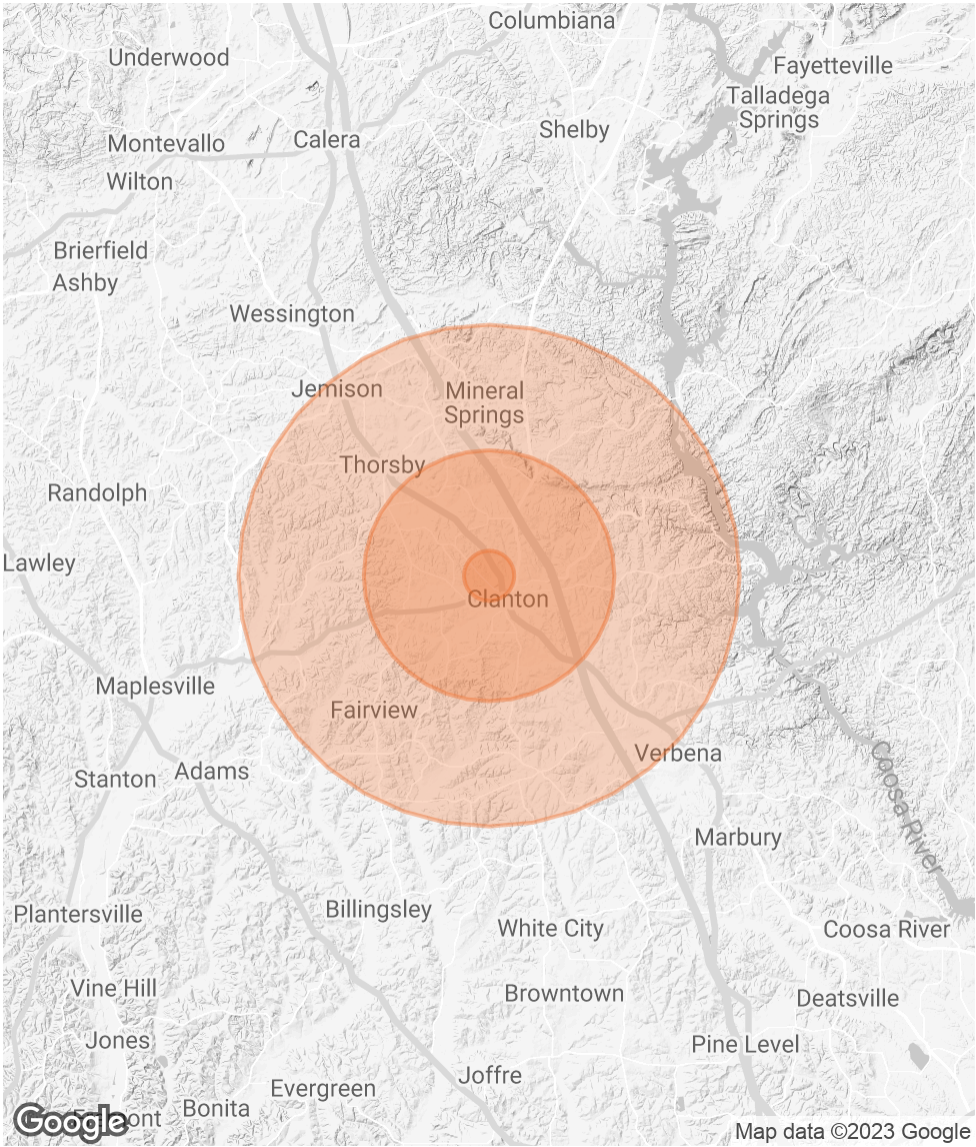 Columbiana
Underwood
Fayetteville
Talladega
Springs
Shelby
Montevallo
Calera
Wilton
Brierfield
Ashby
Wessington
Jemison
Mineral
Springs
Thorsby
Randolph
Lawley
Clanton
Maplesville
Fairview
Verbena
Stanton
Adams
Coosa River
Marbury
Plantersville
Billingsley
White City
Coosa River
Vine Hill
Browntown
Deatsville
Jones
Pine Level
Joffre
Evergreen
Bonita
Google
Map data ©2023 Google